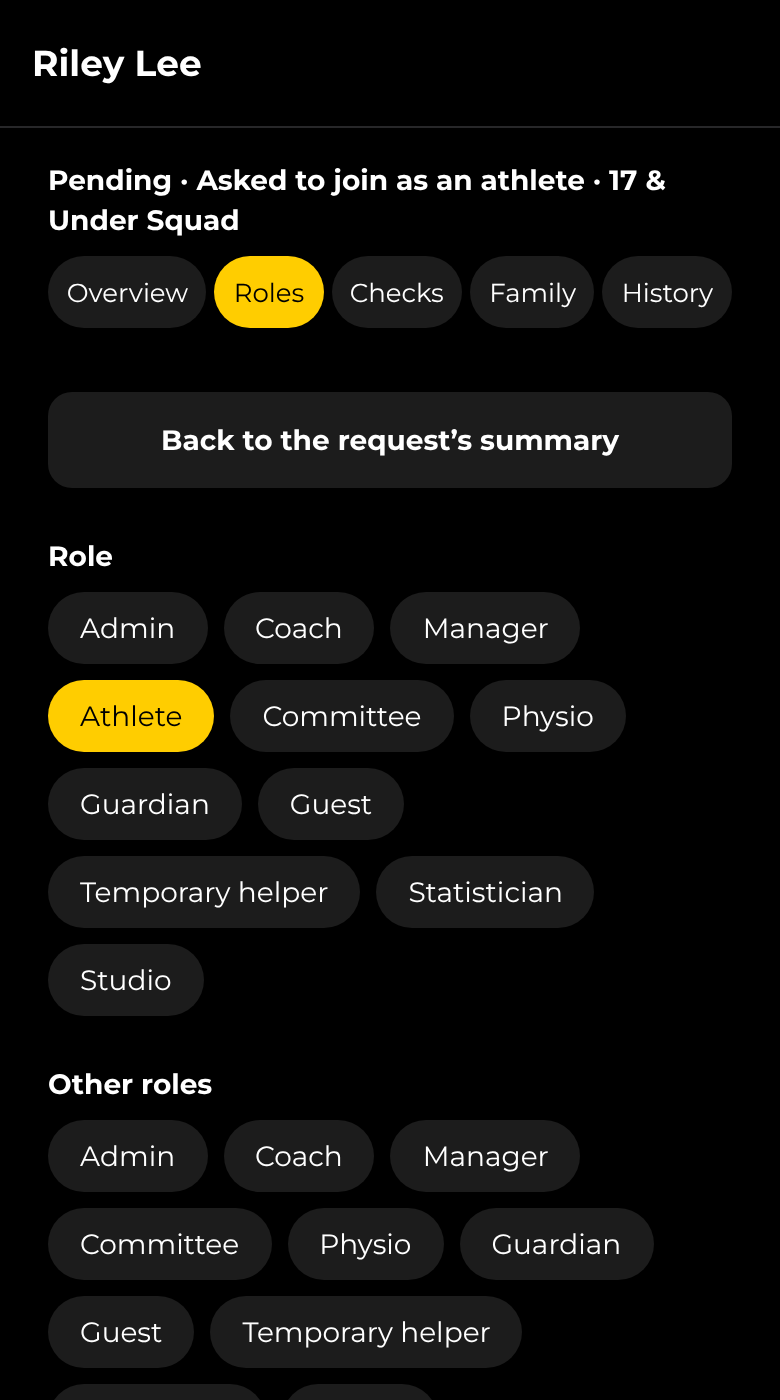 Riley Lee
Pending · Asked to join as an athlete · 17 &
Under Squad
Overview Roles Checks Family History
Back to the request’s summary
Role
Admin Coach Manager
Athlete Committee Physio
Guardian Guest
Temporary helper Statistician
Studio
Other roles
Admin Coach Manager
Committee Physio Guardian
Guest Temporary helper